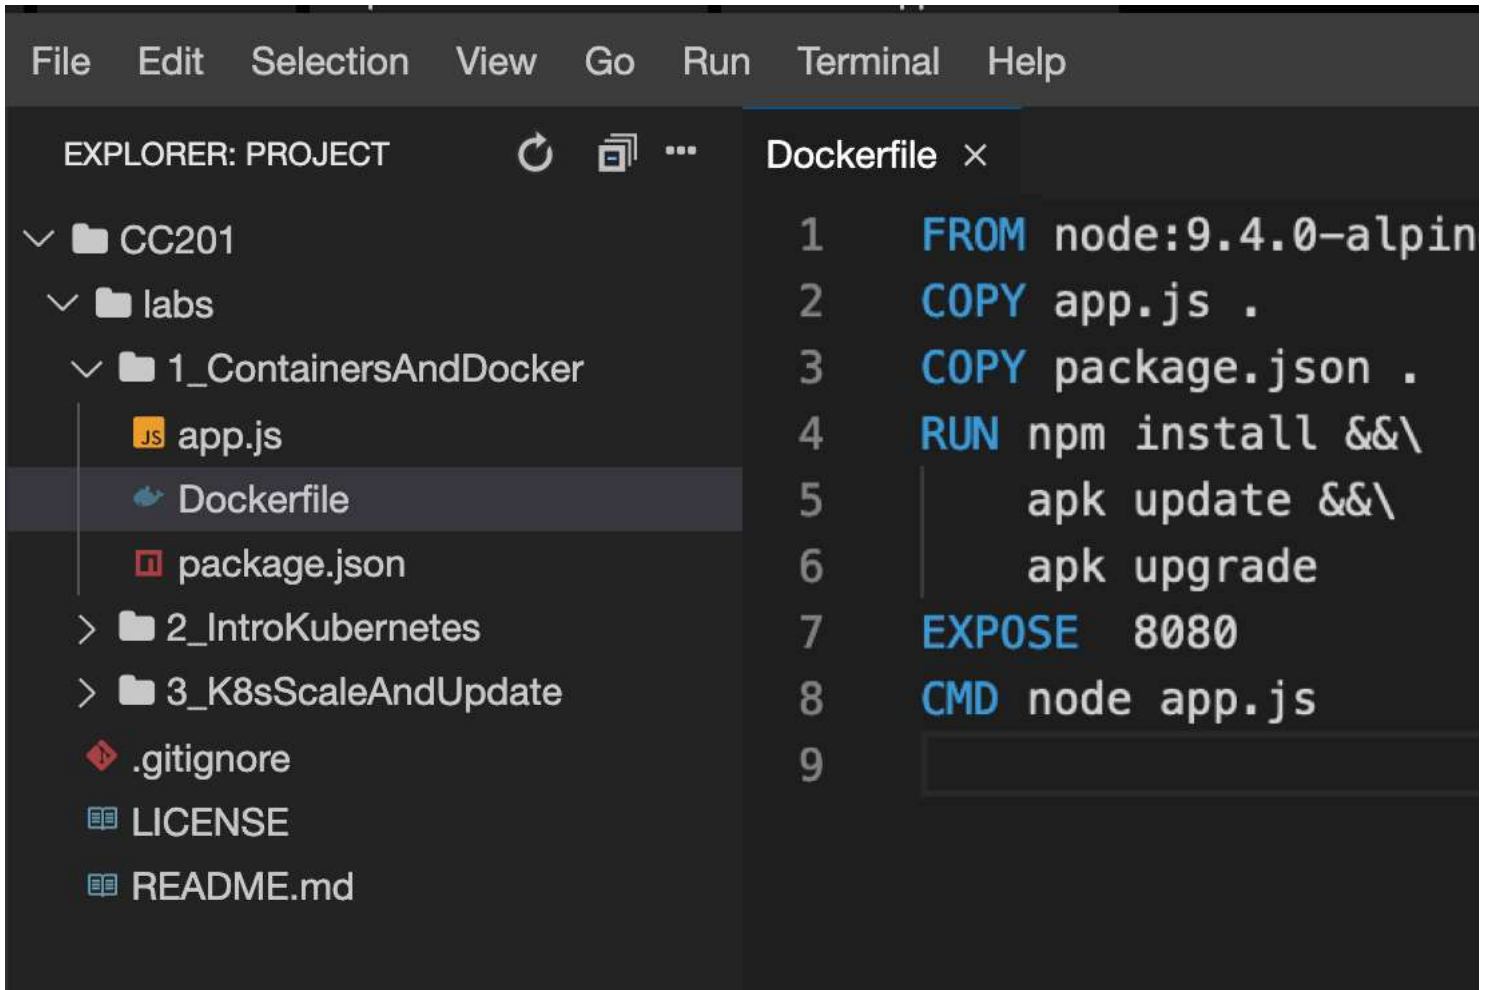 File Edit Selection View Go Run Terminal Help
EXPLORER: PROJECT
CC201
labs
1_ContainersAndDocker
JS app.js
Dockerfile
package.json
2_IntroKubernetes
3_K8sScaleAndUpdate
.gitignore
LICENSE
README.md
Dockerfile ×
1 FROM node:9.4.0-alpin
2 COPY app.js .
3 COPY package.json .
4 RUN npm install &&\
5 apk update &&\
6 apk upgrade
7 EXPOSE  8080
8 CMD node app.js
9